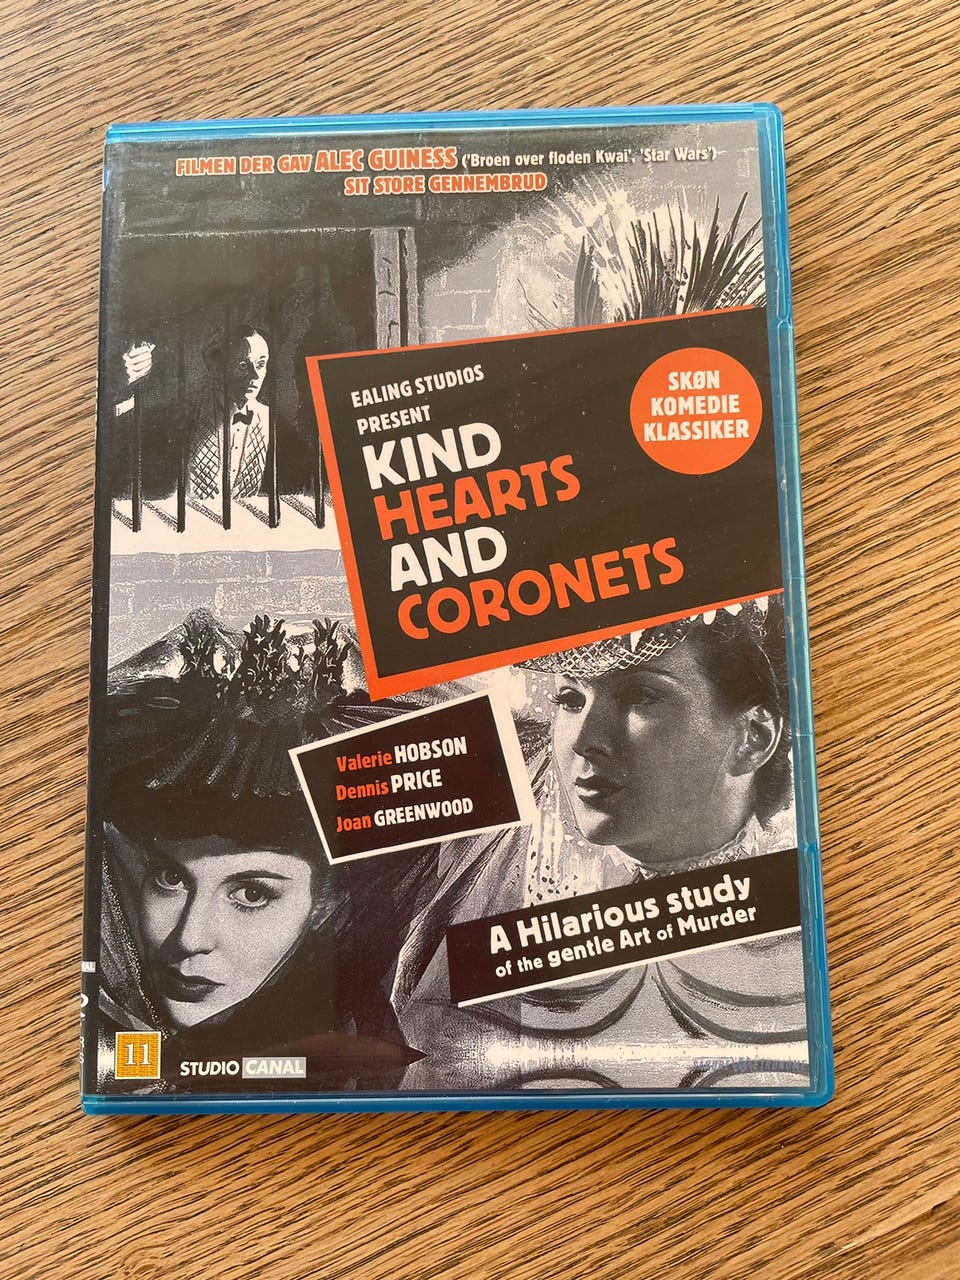 FILMEN DER GAV ALEC GUINESS ('Broen over floden Kwai', 'Star Wars')
SIT STORE GENNEMBRUD
EALING STUDIOS
PRESENT
KIND
HEARTS
AND
CORONETS
SKØN
KOMEDIE
KLASSIKER
Valerie HOBSON
Dennis PRICE
Joan GREENWOOD
A Hilarious study
of the gentle Art of Murder
11
STUDIO CANAL